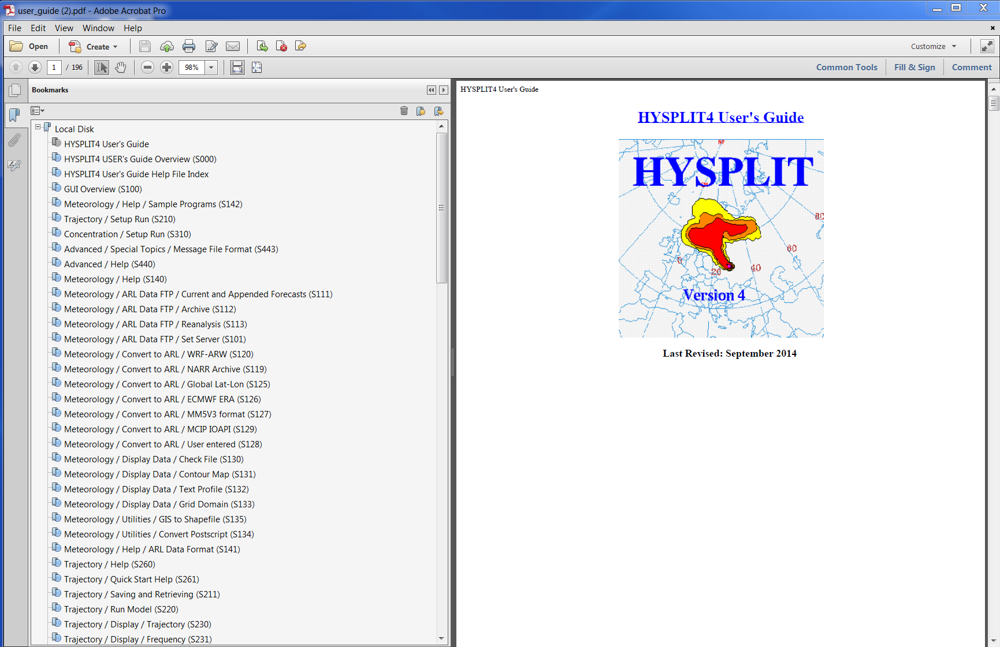 user_guide (2).pdf - Adobe Acrobat Pro
File Edit View Window Help
Open Create Customize
1 / 196 98% Common Tools Fill & Sign Comment
Bookmarks
Local Disk
HYSPLIT4 User's Guide
HYSPLIT4 USER's Guide Overview (S000)
HYSPLIT4 User's Guide Help File Index
GUI Overview (S100)
Meteorology / Help / Sample Programs (S142)
Trajectory / Setup Run (S210)
Concentration / Setup Run (S310)
Advanced / Special Topics / Message File Format (S443)
Advanced / Help (S440)
Meteorology / Help (S140)
Meteorology / ARL Data FTP / Current and Appended Forecasts (S111)
Meteorology / ARL Data FTP / Archive (S112)
Meteorology / ARL Data FTP / Reanalysis (S113)
Meteorology / ARL Data FTP / Set Server (S101)
Meteorology / Convert to ARL / WRF-ARW (S120)
Meteorology / Convert to ARL / NARR Archive (S119)
Meteorology / Convert to ARL / Global Lat-Lon (S125)
Meteorology / Convert to ARL / ECMWF ERA (S126)
Meteorology / Convert to ARL / MM5V3 format (S127)
Meteorology / Convert to ARL / MCIP IOAPI (S129)
Meteorology / Convert to ARL / User entered (S128)
Meteorology / Display Data / Check File (S130)
Meteorology / Display Data / Contour Map (S131)
Meteorology / Display Data / Text Profile (S132)
Meteorology / Display Data / Grid Domain (S133)
Meteorology / Utilities / GIS to Shapefile (S135)
Meteorology / Utilities / Convert Postscript (S134)
Meteorology / Help / ARL Data Format (S141)
Trajectory / Help (S260)
Trajectory / Quick Start Help (S261)
Trajectory / Saving and Retrieving (S211)
Trajectory / Run Model (S220)
Trajectory / Display / Trajectory (S230)
Trajectory / Display / Frequency (S231)
HYSPLIT4 User's Guide
HYSPLIT4 User's Guide
NP
HYSPLIT
60
0
20
40
Version 4
Last Revised: September 2014